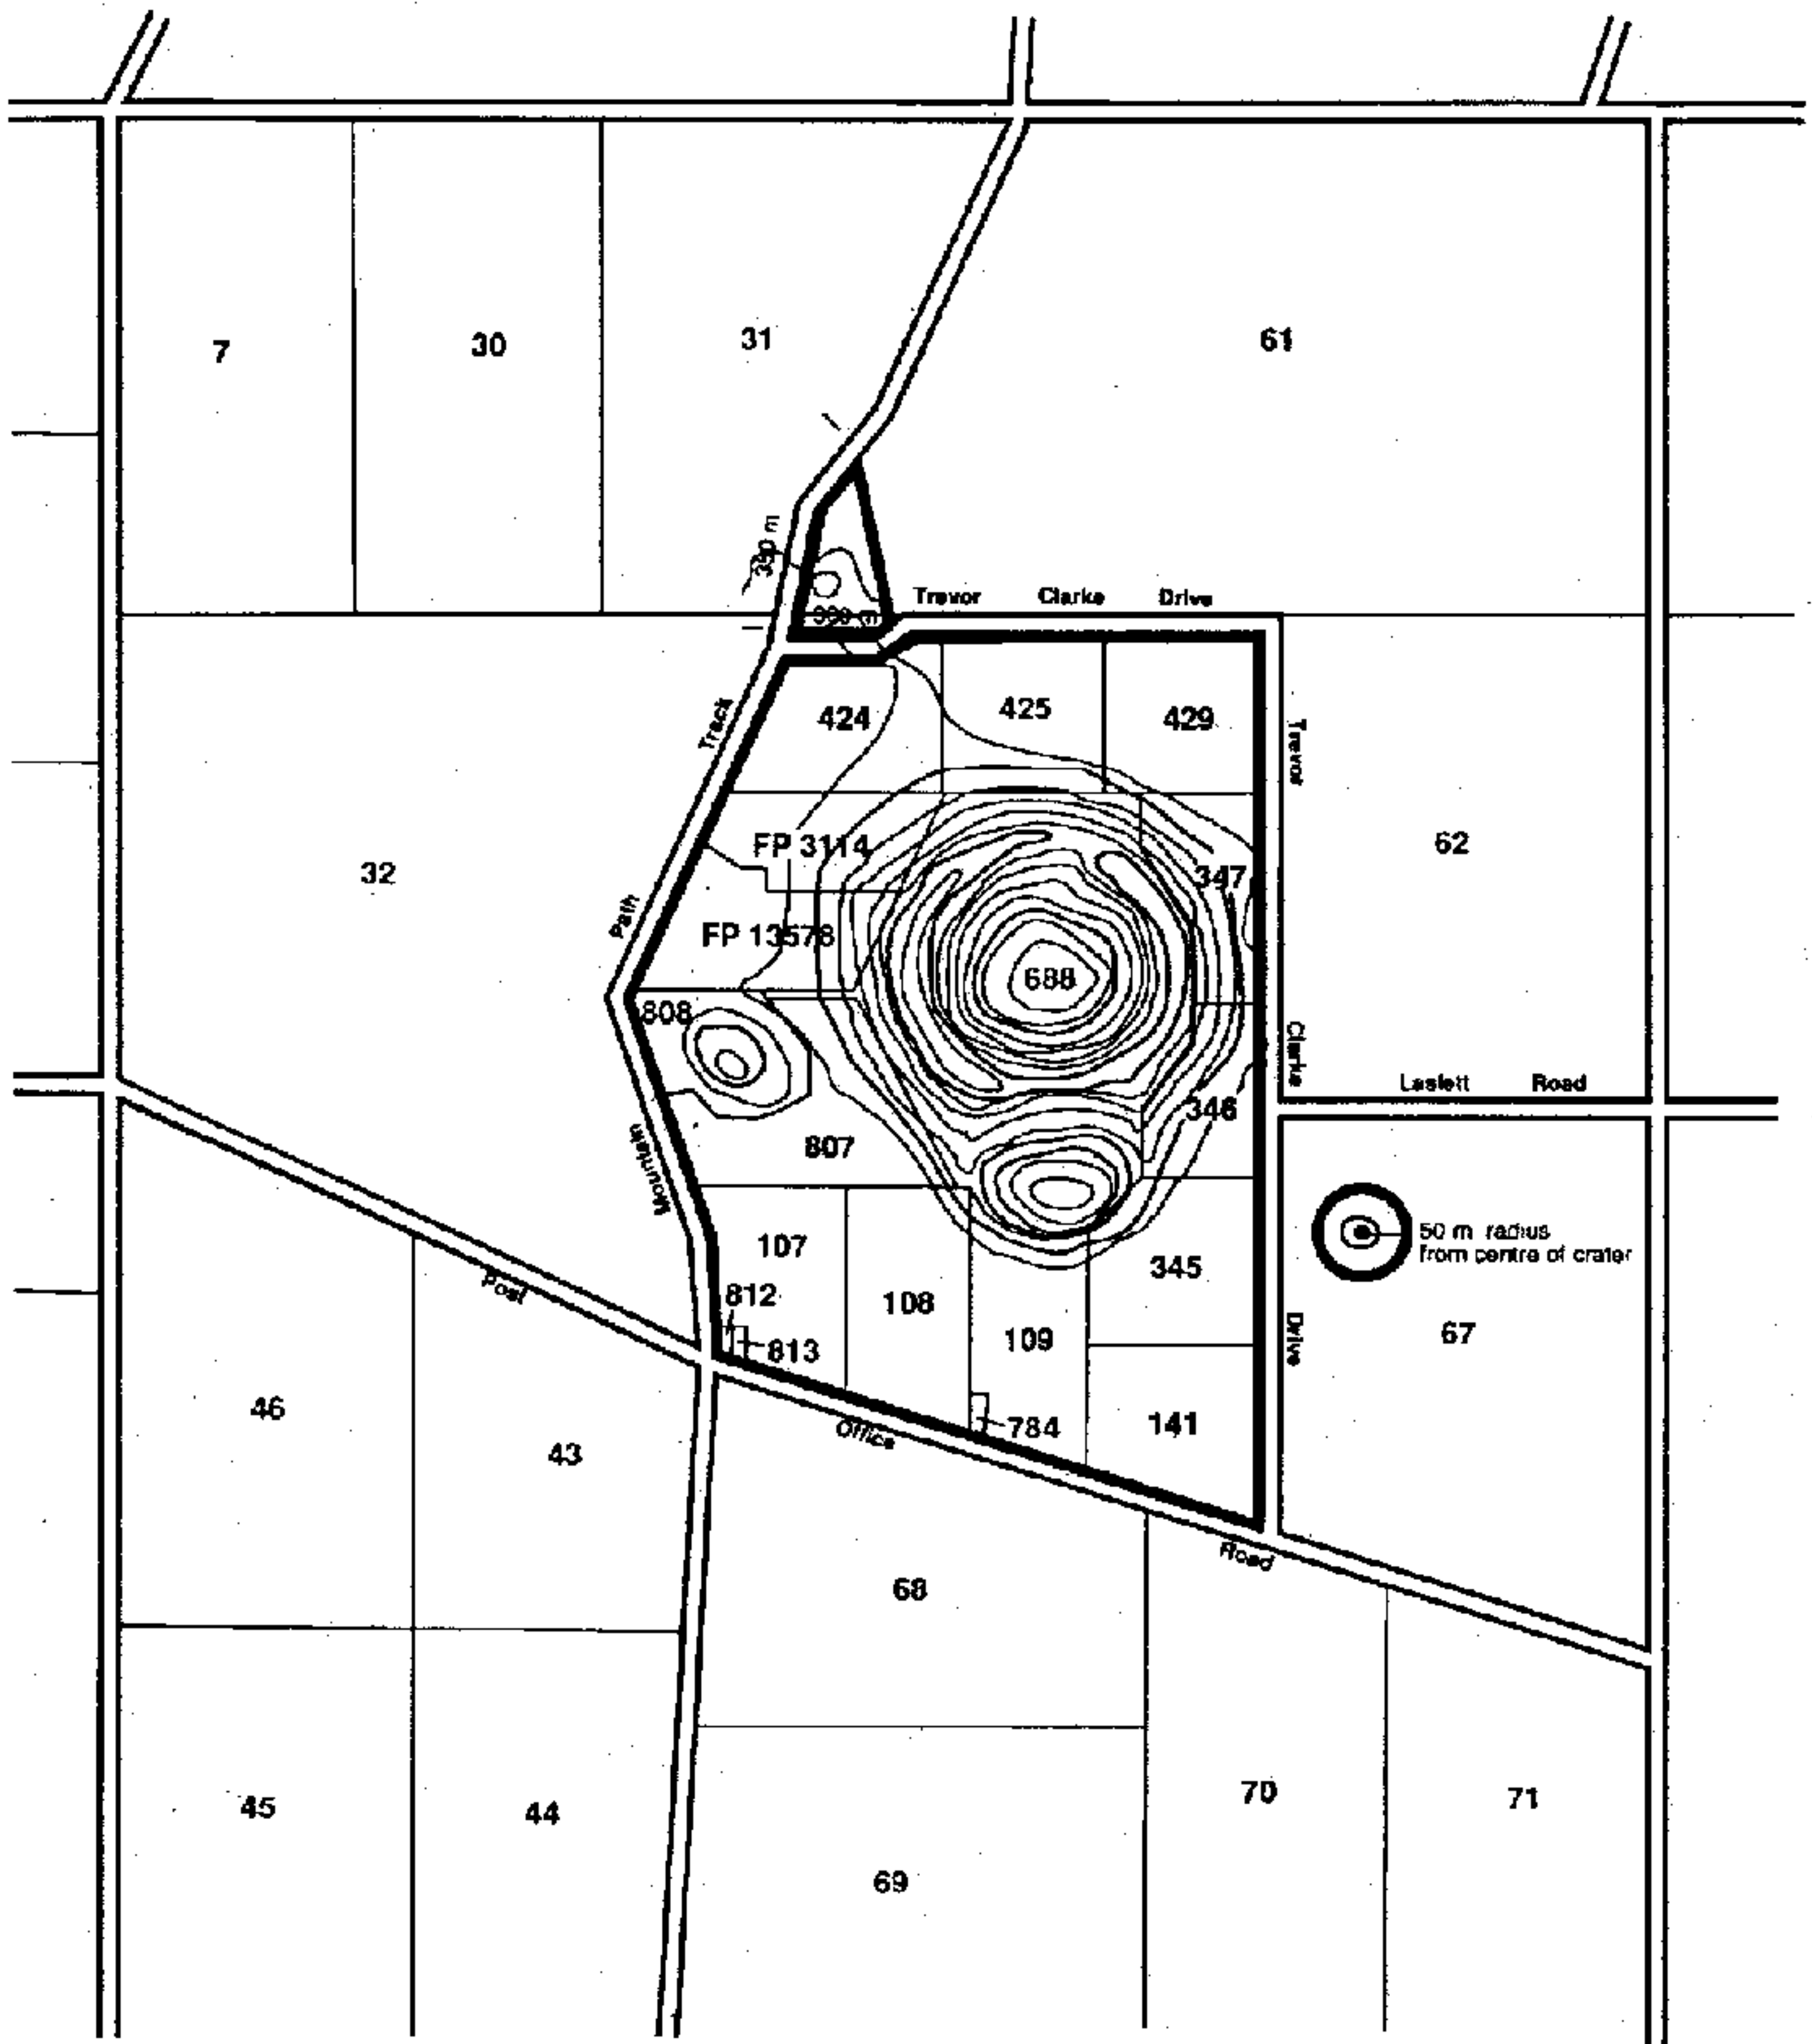 7
30
31
61
350 m
300 m
Trevor Clarke Drive
424
425
429
Track
Trevor
32
FP 3114
347
62
Path
FP 13578
688
808
Clarke
Laslett Road
346
807
Mountain
107
345
50 m radius
from centre of crater
812
108
109
813
Drive
67
Post
46
43
Office
784
141
Road
68
45
44
69
70
71